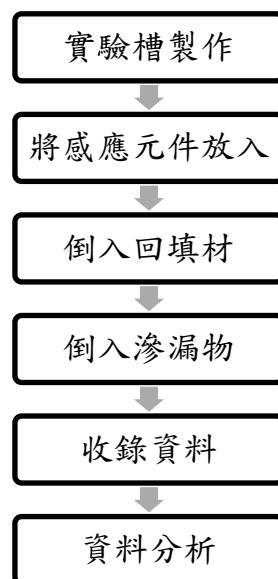 實驗槽製作
將感應元件放入
倒入回填材
倒入滲漏物
收錄資料
資料分析